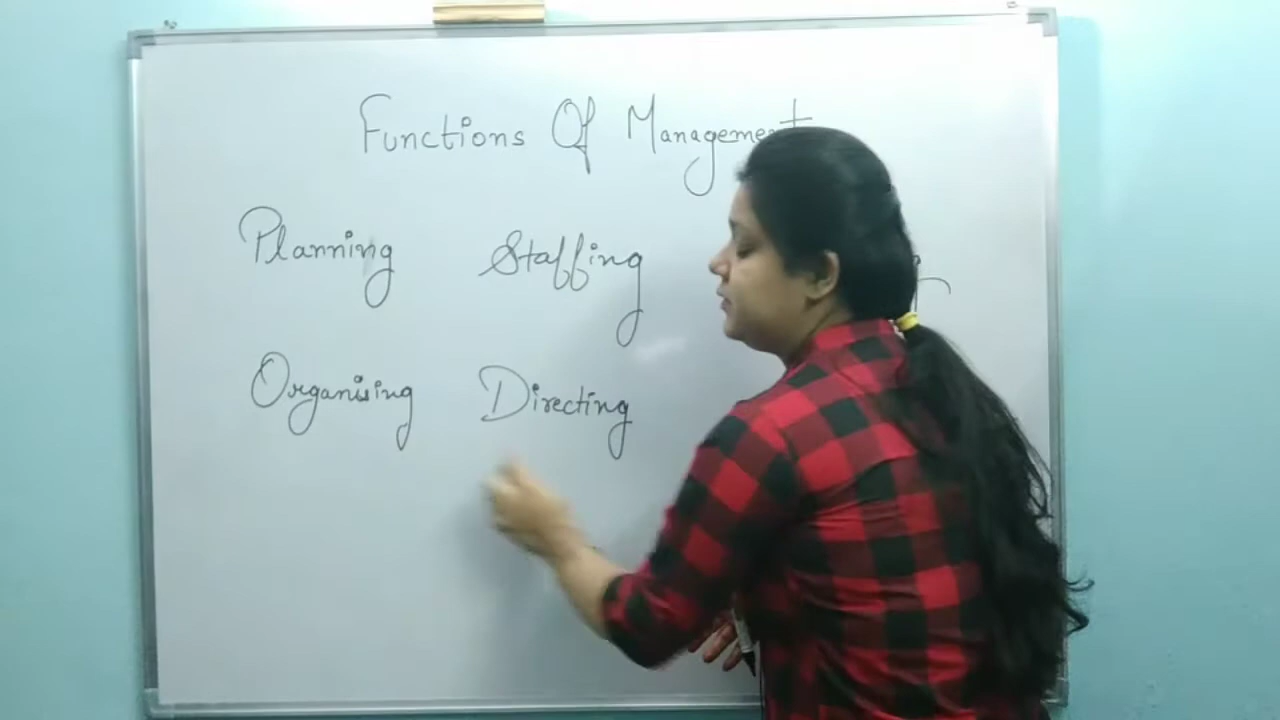 Functions Of Management
Planning Staffing
Organising Directing